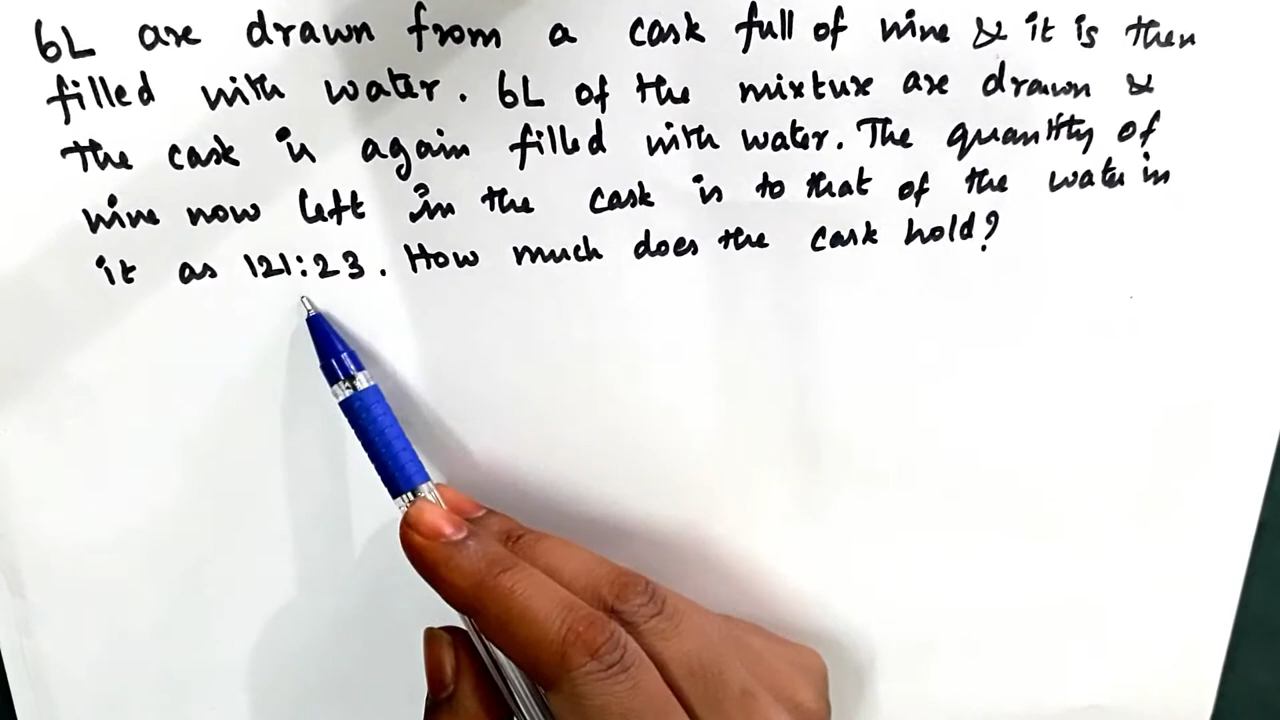 6L are drawn from a cask full of wine & it is then
filled with water. 6L of the mixture are drawn &
the cask is again filled with water. The quantity of
wine now left in the cask is to that of the water in
it as 121:23. How much does the cask hold?